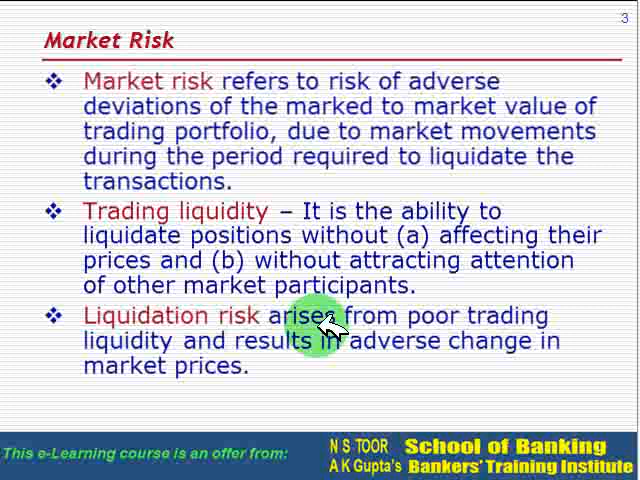 3
Market Risk
❖ Market risk refers to risk of adverse
deviations of the marked to market value of
trading portfolio, due to market movements
during the period required to liquidate the
transactions.
❖ Trading liquidity – It is the ability to
liquidate positions without (a) affecting their
prices and (b) without attracting attention
of other market participants.
❖ Liquidation risk arises from poor trading
liquidity and results in adverse change in
market prices.
This e-Learning course is an offer from:
N S TOOR School of Banking
A K Gupta's Bankers' Training Institute